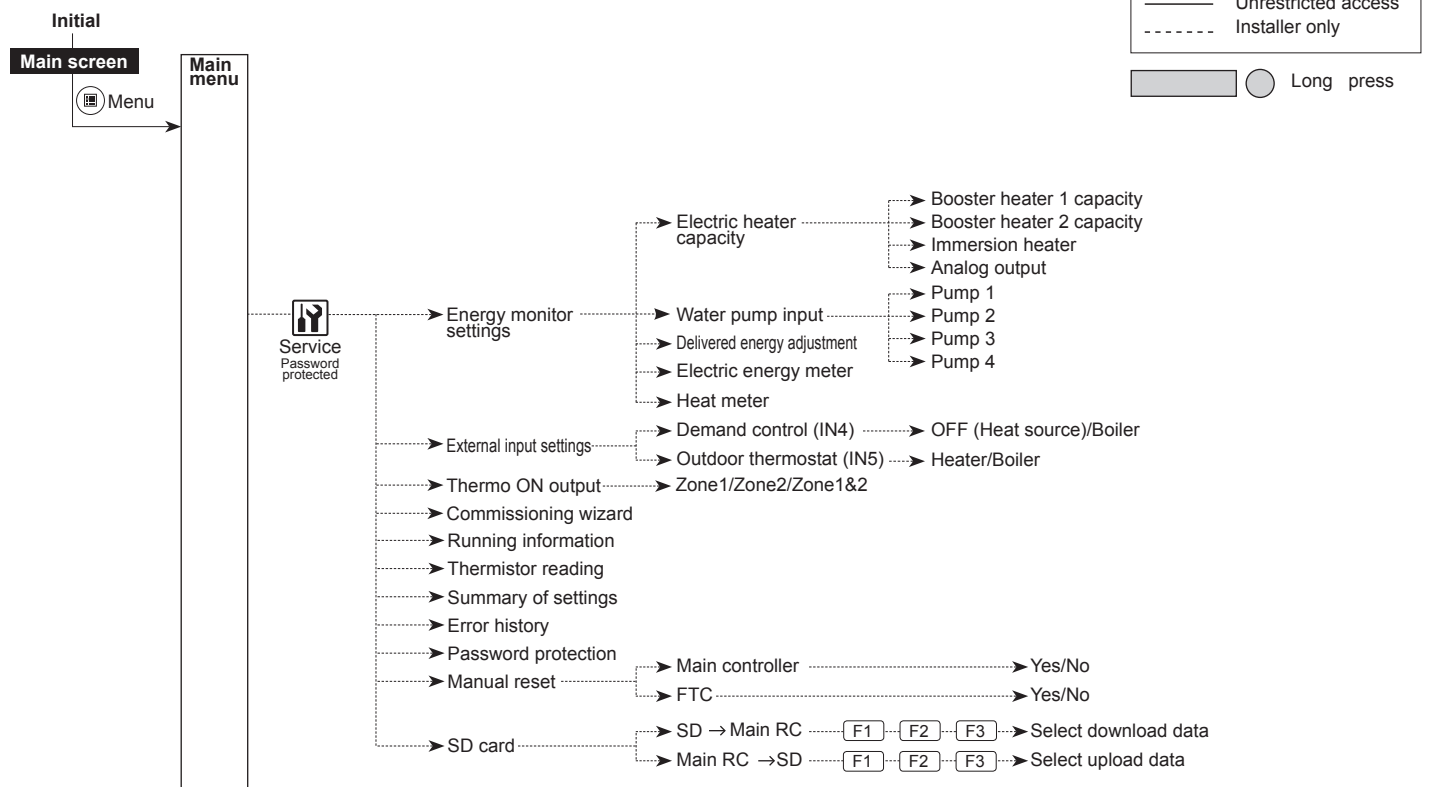 Initial
Main screen
Menu
Main
menu
Unrestricted access
Installer only
Long press
Service
Password
protected
Energy monitor
settings
Electric heater
capacity
Booster heater 1 capacity
Booster heater 2 capacity
Immersion heater
Analog output
Water pump input
Pump 1
Pump 2
Pump 3
Pump 4
Delivered energy adjustment
Electric energy meter
Heat meter
External input settings
Demand control (IN4)
OFF (Heat source)/Boiler
Outdoor thermostat (IN5)
Heater/Boiler
Thermo ON output
Zone1/Zone2/Zone1&2
Commissioning wizard
Running information
Thermistor reading
Summary of settings
Error history
Password protection
Manual reset
Main controller
Yes/No
FTC
Yes/No
SD card
SD → Main RC
F1 F2 F3
Select download data
Main RC →SD
F1 F2 F3
Select upload data